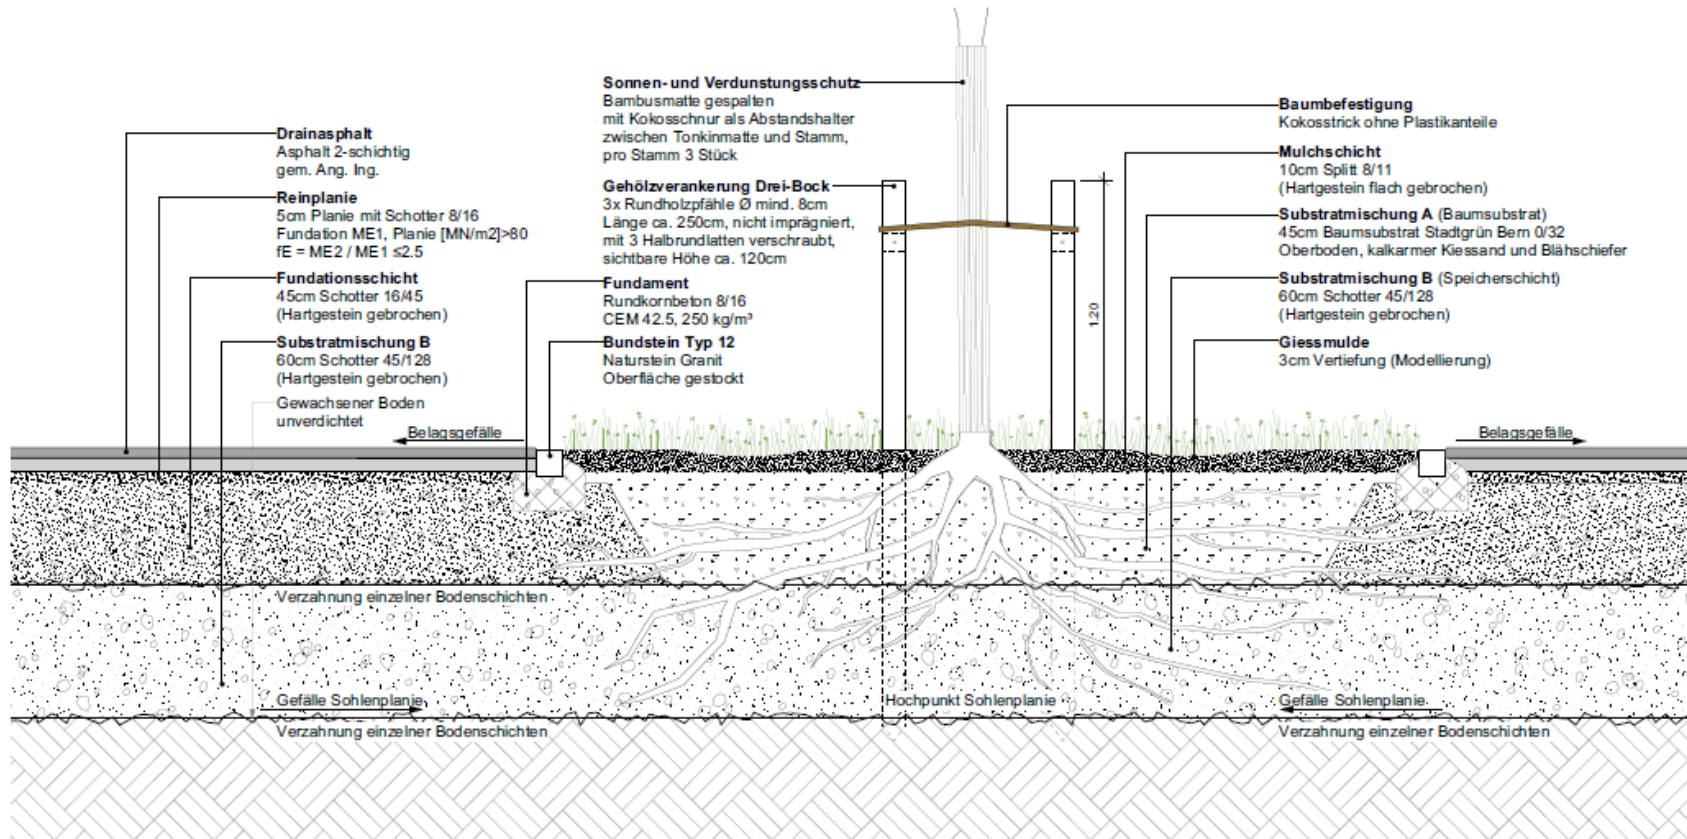 Drainasphalt
Asphalt 2-schichtig
gem. Ang. Ing.
Reinplanie
5cm Planie mit Schotter 8/16
Fundation ME1, Planie [MN/m2]>80
fE = ME2 / ME1 ≤2.5
Fundationsschicht
45cm Schotter 16/45
(Hartgestein gebrochen)
Substratmischung B
60cm Schotter 45/128
(Hartgestein gebrochen)
Gewachsener Boden
unverdichtet
Belagsgefälle
Sonnen- und Verdunstungsschutz
Bambusmatte gespalten
mit Kokosschnur als Abstandshalter
zwischen Tonkinmatte und Stamm,
pro Stamm 3 Stück
Gehölzverankerung Drei-Bock
3x Rundholzpfähle Ø mind. 8cm
Länge ca. 250cm, nicht imprägniert,
mit 3 Halbrundlatten verschraubt,
sichtbare Höhe ca. 120cm
Fundament
Rundkornbeton 8/16
CEM 42.5, 250 kg/m³
Bundstein Typ 12
Naturstein Granit
Oberfläche gestockt
1.20
Baumbefestigung
Kokosstrick ohne Plastikanteile
Mulchschicht
10cm Splitt 8/11
(Hartgestein flach gebrochen)
Substratmischung A (Baumsubstrat)
45cm Baumsubstrat Stadtgrün Bern 0/32
Oberboden, kalkarmer Kiessand und Blähschiefer
Substratmischung B (Speicherschicht)
60cm Schotter 45/128
(Hartgestein gebrochen)
Giessmulde
3cm Vertiefung (Modellierung)
Belagsgefälle
Verzahnung einzelner Bodenschichten
Gefälle Sohlenplanie
Hochpunkt Sohlenplanie
Gefälle Sohlenplanie
Verzahnung einzelner Bodenschichten
Verzahnung einzelner Bodenschichten